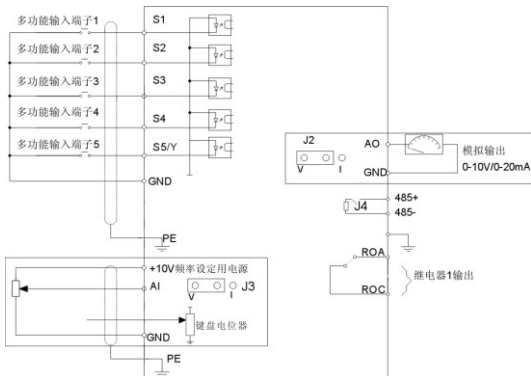 多功能输入端子1
S1
多功能输入端子2
S2
多功能输入端子3
S3
多功能输入端子4
S4
多功能输入端子5
S5/Y
GND
PE
J2
V
I
AO
模拟输出
0-10V/0-20mA
GND
J4
485+
485-
+10V频率设定用电源
AI
V
I
J3
键盘电位器
GND
PE
ROA
继电器1输出
ROC